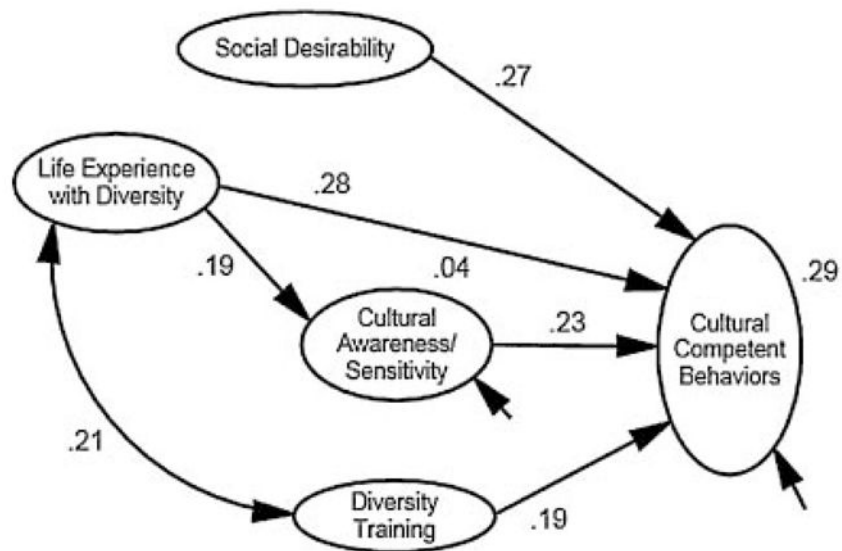 Social Desirability
.27
Life Experience
with Diversity
.28
.19
.04
.29
Cultural
Awareness/
Sensitivity
.23
Cultural
Competent
Behaviors
.21
Diversity
Training
.19